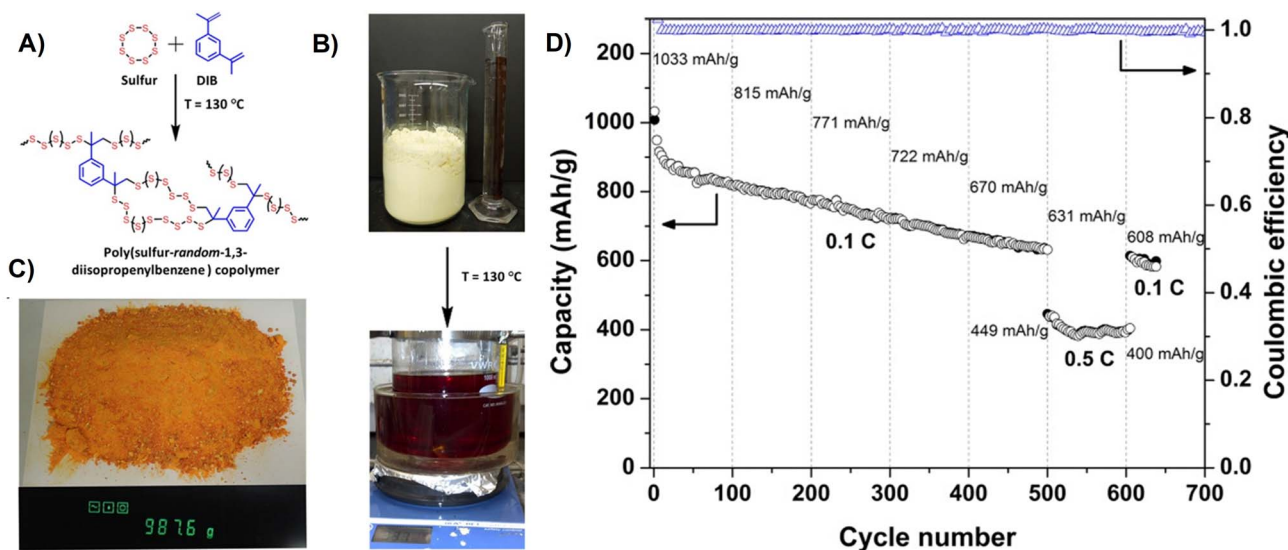 A)
S S S S S S S S
+
Sulfur
DIB
T = 130 °C
Poly(sulfur-random-1,3-
diisopropenylbenzene) copolymer
B)
T = 130 °C
VWR
C)
987.6 g
D)
Capacity (mAh/g)
1200
1000
800
600
400
200
0
1033 mAh/g
815 mAh/g
771 mAh/g
722 mAh/g
670 mAh/g
631 mAh/g
608 mAh/g
449 mAh/g
400 mAh/g
0.1 C
0.5 C
0.1 C
0 100 200 300 400 500 600 700
Cycle number
1.0
0.8
0.6
0.4
0.2
0.0
Coulombic efficiency